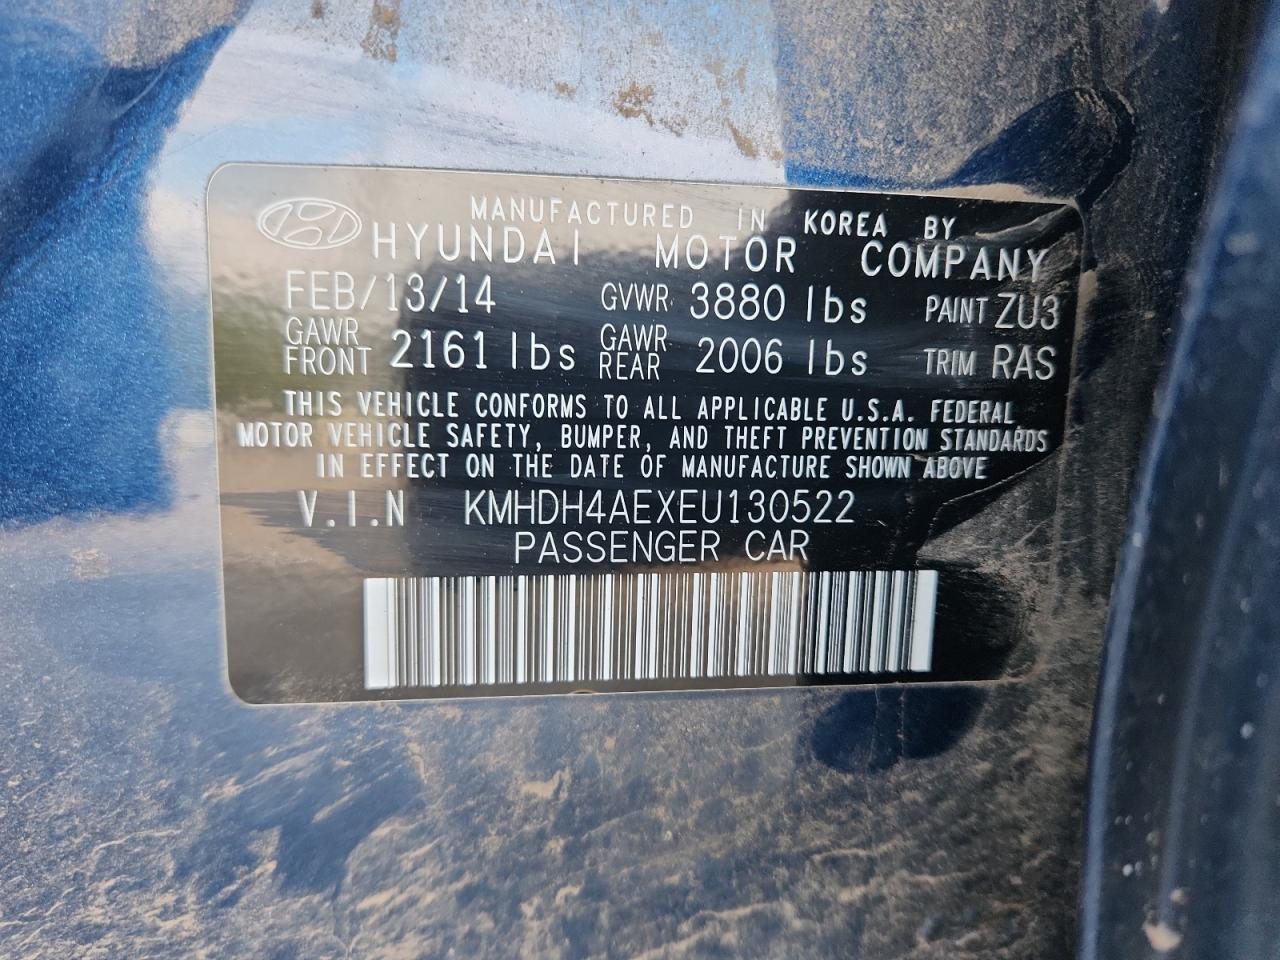 MANUFACTURED IN KOREA BY
HYUNDAI MOTOR COMPANY
FEB/13/14 GVWR 3880 lbs PAINT ZU3
GAWR FRONT 2161 lbs GAWR REAR 2006 lbs TRIM RAS
THIS VEHICLE CONFORMS TO ALL APPLICABLE U.S.A. FEDERAL
MOTOR VEHICLE SAFETY, BUMPER, AND THEFT PREVENTION STANDARDS
IN EFFECT ON THE DATE OF MANUFACTURE SHOWN ABOVE
V.I.N KMHDH4AEXEU130522
PASSENGER CAR